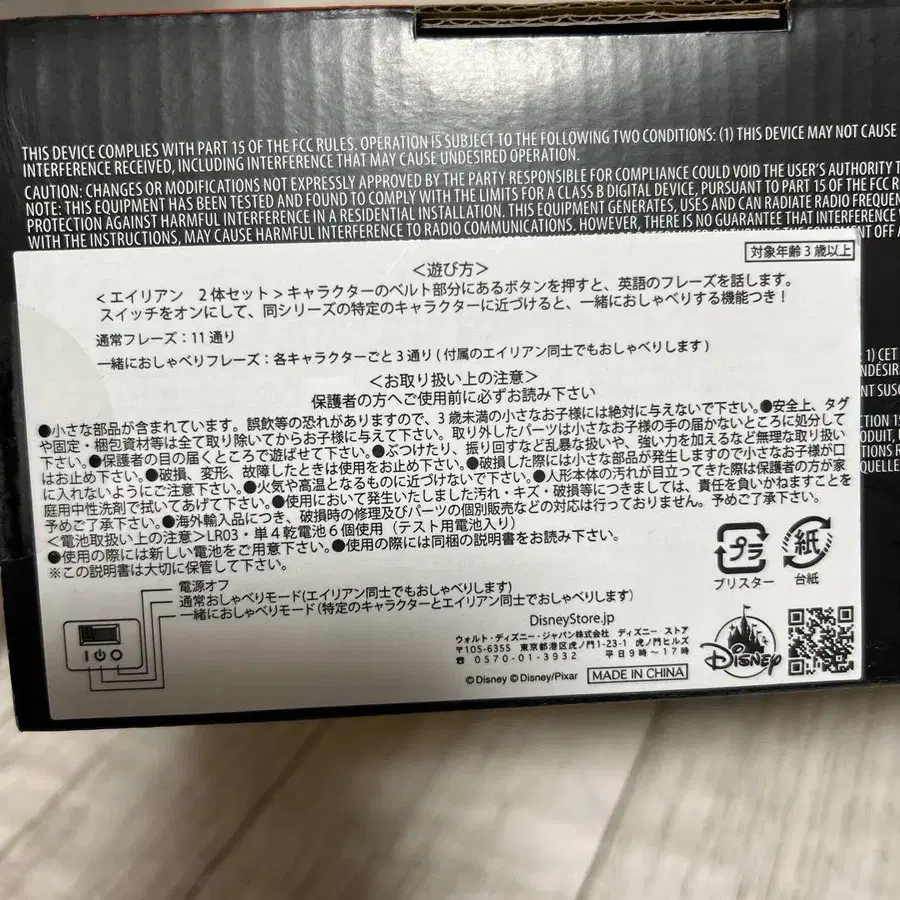 THIS DEVICE COMPLIES WITH PART 15 OF THE FCC RULES. OPERATION IS SUBJECT TO THE FOLLOWING TWO CONDITIONS: (1) THIS DEVICE MAY NOT CAUSE
INTERFERENCE RECEIVED, INCLUDING INTERFERENCE THAT MAY CAUSE UNDESIRED OPERATION.
CAUTION: CHANGES OR MODIFICATIONS NOT EXPRESSLY APPROVED BY THE PARTY RESPONSIBLE FOR COMPLIANCE COULD VOID THE USER'S AUTHORITY T
NOTE: THIS EQUIPMENT HAS BEEN TESTED AND FOUND TO COMPLY WITH THE LIMITS FOR A CLASS B DIGITAL DEVICE, PURSUANT TO PART 15 OF THE FCC R
PROTECTION AGAINST HARMFUL INTERFERENCE IN A RESIDENTIAL INSTALLATION. THIS EQUIPMENT GENERATES, USES AND CAN RADIATE RADIO FREQUEN
WITH THE INSTRUCTIONS, MAY CAUSE HARMFUL INTERFERENCE TO RADIO COMMUNICATIONS. HOWEVER, THERE IS NO GUARANTEE THAT INTERFERENCE
対象年齢3歳以上
<遊び方>
<エイリアン 2体セット>キャラクターのベルト部分にあるボタンを押すと、英語のフレーズを話します。
スイッチをオンにして、同シリーズの特定のキャラクターに近づけると、一緒におしゃべりする機能つき!
通常フレーズ:11通り
一緒におしゃべりフレーズ:各キャラクターごと3通り(付属のエイリアン同士でもおしゃべりします)
<お取り扱い上の注意>
保護者の方へご使用前に必ずお読み下さい
●小さな部品が含まれています。誤飲等の恐れがありますので、3歳未満の小さなお子様には絶対に与えないで下さい。●安全上、タグ
や固定・梱包資材等は全て取り除いてからお子様に与えて下さい。取り外したパーツは小さなお子様の手の届かないところに処分して
下さい。●保護者の目の届くところで遊ばせて下さい。●ぶつけたり、振り回すなど乱暴な扱いや、強い力を加えるなど無理な取り扱い
はお止め下さい。●破損、変形、故障したときは使用をお止め下さい。●破損した際には小さな部品が発生しますので小さなお子様が口
に入れないようにご注意下さい。●火気や高温となるものに近づけないで下さい。●人形本体の汚れが目立ってきた際は保護者の方が家
庭用中性洗剤で拭いてあげて下さい。●使用において発生いたしました汚れ・キズ・破損等につきましては、責任を負いかねますことを
予めご了承下さい。●海外輸入品につき、破損時の修理及びパーツの個別販売などの対応は行っておりません。予めご了承下さい。
<電池取扱い上の注意>LR03・単4乾電池6個使用(テスト用電池入り)
●使用の際には新しい電池をご用意下さい。●使用の際には同梱の説明書をお読み下さい。
※この説明書は大切に保管して下さい。
電源オフ
通常おしゃべりモード(エイリアン同士でもおしゃべりします)
一緒におしゃべりモード(特定のキャラクターとエイリアン同士でおしゃべりします)
プラ
ブリスター
紙
台紙
DisneyStore.jp
ウォルト・ディズニー・ジャパン株式会社 ディズニー ストア
〒105-6355 東京都港区虎ノ門1-23-1 虎ノ門ヒルズ
☎ 0570-01-3932 平日9時〜17時
© Disney © Disney/Pixar
MADE IN CHINA
Disney